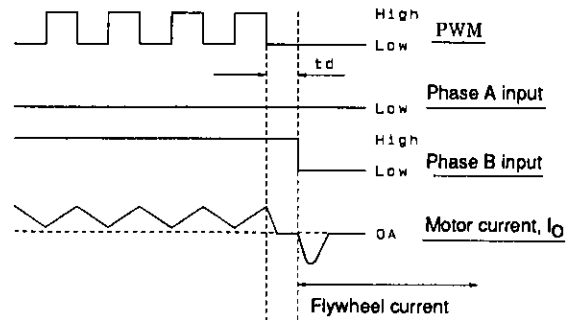 High
PWM
Low
td
Low
Phase A input
High
Low
Phase B input
0A
Motor current, IO
Flywheel current